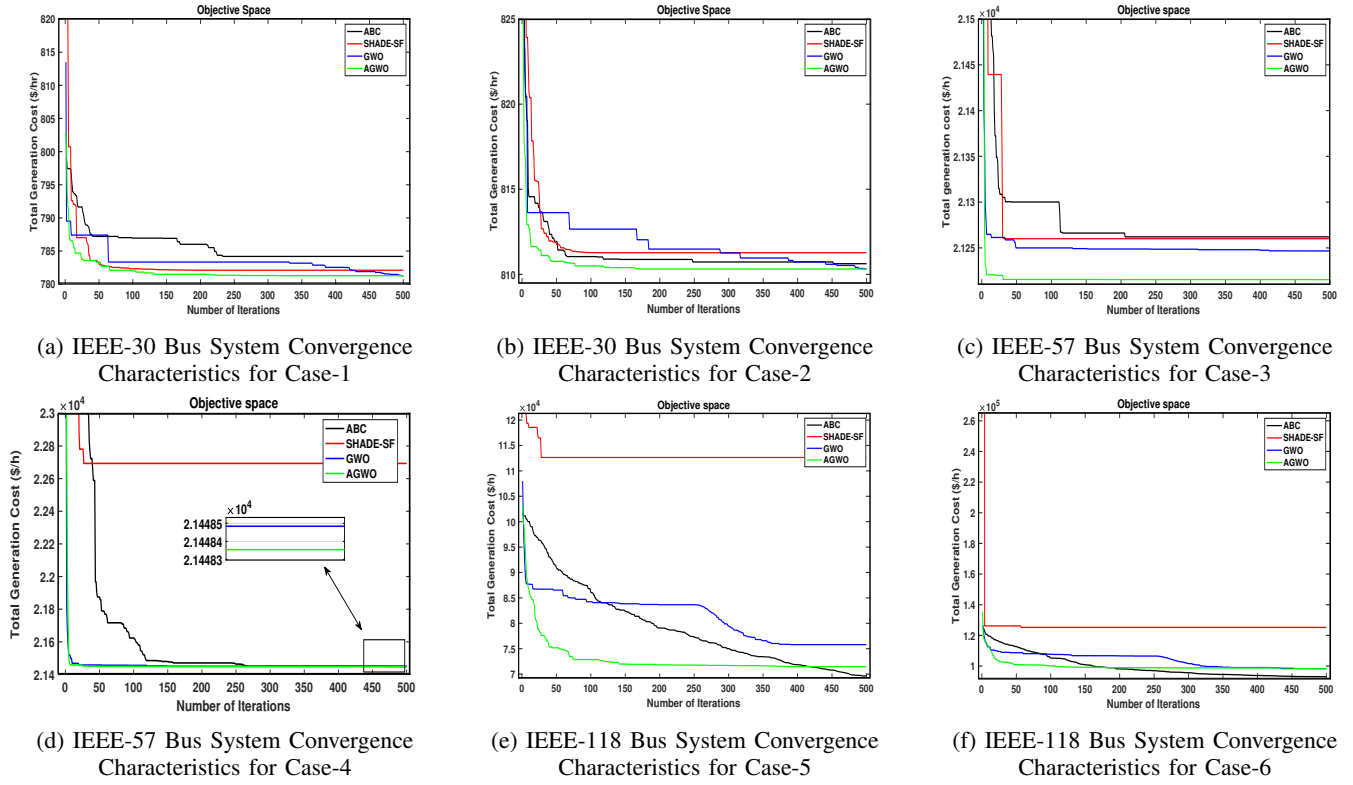 Objective Space
820
815
810
805
800
795
790
785
780
Total Generation Cost ($/hr)
0 50 100 150 200 250 300 350 400 450 500
Number of Iterations
ABC
SHADE-SF
GWO
AGWO
(a) IEEE-30 Bus System Convergence
Characteristics for Case-1
Objective Space
825
820
815
810
Total Generation Cost ($/hr)
0 50 100 150 200 250 300 350 400 450 500
Number of Iterations
ABC
SHADE-SF
GWO
AGWO
(b) IEEE-30 Bus System Convergence
Characteristics for Case-2
×10⁴
Objective Space
2.15
2.145
2.14
2.135
2.13
2.125
Total generation cost ($/h)
0 50 100 150 200 250 300 350 400 450 500
Number of Iterations
ABC
SHADE-SF
GWO
AGWO
(c) IEEE-57 Bus System Convergence
Characteristics for Case-3
×10⁴
Objective space
2.3
2.28
2.26
2.24
2.22
2.2
2.18
2.16
2.14
Total Generation Cost ($/h)
0 50 100 150 200 250 300 350 400 450 500
Number of Iterations
ABC
SHADE-SF
GWO
AGWO
×10⁴
2.14485
2.14484
2.14483
(d) IEEE-57 Bus System Convergence
Characteristics for Case-4
×10⁴
Objective space
12
11.5
11
10.5
10
9.5
9
8.5
8
7.5
7
Total Generation Cost ($/h)
0 50 100 150 200 250 300 350 400 450 500
Number of Iterations
ABC
SHADE-SF
GWO
AGWO
(e) IEEE-118 Bus System Convergence
Characteristics for Case-5
×10⁵
Objective space
2.6
2.4
2.2
2
1.8
1.6
1.4
1.2
1
Total Generation Cost ($/h)
0 50 100 150 200 250 300 350 400 450 500
Number of Iterations
ABC
SHADE-SF
GWO
AGWO
(f) IEEE-118 Bus System Convergence
Characteristics for Case-6